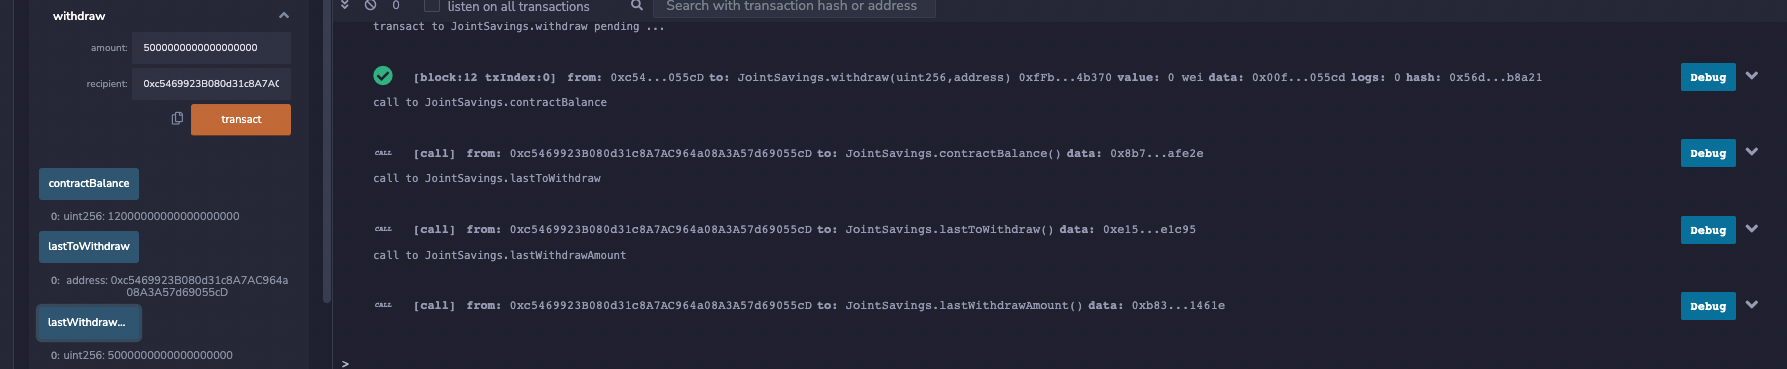 withdraw
amount: 5000000000000000000
recipient: 0xc5469923B080d31c8A7AC
transact
contractBalance
0: uint256: 12000000000000000000
lastToWithdraw
0: address: 0xc5469923B080d31c8A7AC964a
08A3A57d69055cD
lastWithdraw...
0: uint256: 5000000000000000000
0 listen on all transactions Search with transaction hash or address
transact to JointSavings.withdraw pending ...
[block:12 txIndex:0] from: 0xc54...055cD to: JointSavings.withdraw(uint256,address) 0xfFb...4b370 value: 0 wei data: 0x00f...055cd logs: 0 hash: 0x56d...b8a21 Debug
call to JointSavings.contractBalance
CALL [call] from: 0xc5469923B080d31c8A7AC964a08A3A57d69055cD to: JointSavings.contractBalance() data: 0x8b7...afe2e Debug
call to JointSavings.lastToWithdraw
CALL [call] from: 0xc5469923B080d31c8A7AC964a08A3A57d69055cD to: JointSavings.lastToWithdraw() data: 0xe15...e1c95 Debug
call to JointSavings.lastWithdrawAmount
CALL [call] from: 0xc5469923B080d31c8A7AC964a08A3A57d69055cD to: JointSavings.lastWithdrawAmount() data: 0xb83...1461e Debug
>